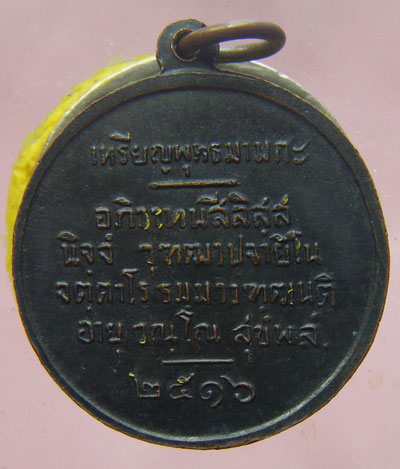 เหรียญพุทธมามกะ
อภิวาทนสีลิสฺส
นิจฺจํ วุฑฺฒาปจายิโน
จตฺตาโร ธมฺมา วฑฺฒนฺติ
อายุ วณฺโณ สุขํ พลํ
๒๕๑๖